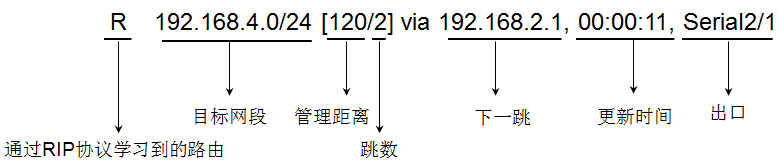 R 192.168.4.0/24 [120/2] via 192.168.2.1, 00:00:11, Serial2/1
目标网段 管理距离 下一跳 更新时间 出口
通过RIP协议学习到的路由 跳数